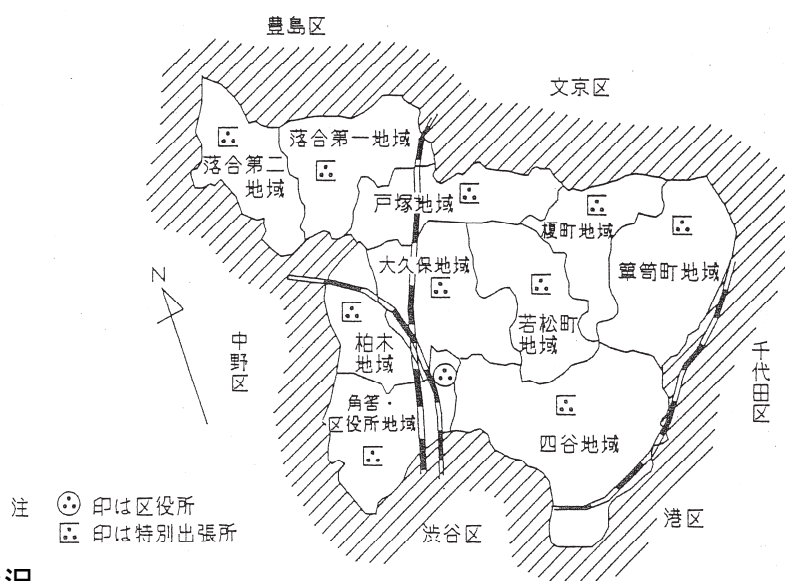 豊島区
文京区
落合第一地域
落合第二
地域
戸塚地域
榎町地域
簞笥町地域
大久保地域
若松町
地域
N
中野区
柏木
地域
千代田区
角筈・
区役所地域
四谷地域
注 印は区役所
印は特別出張所
渋谷区
港区